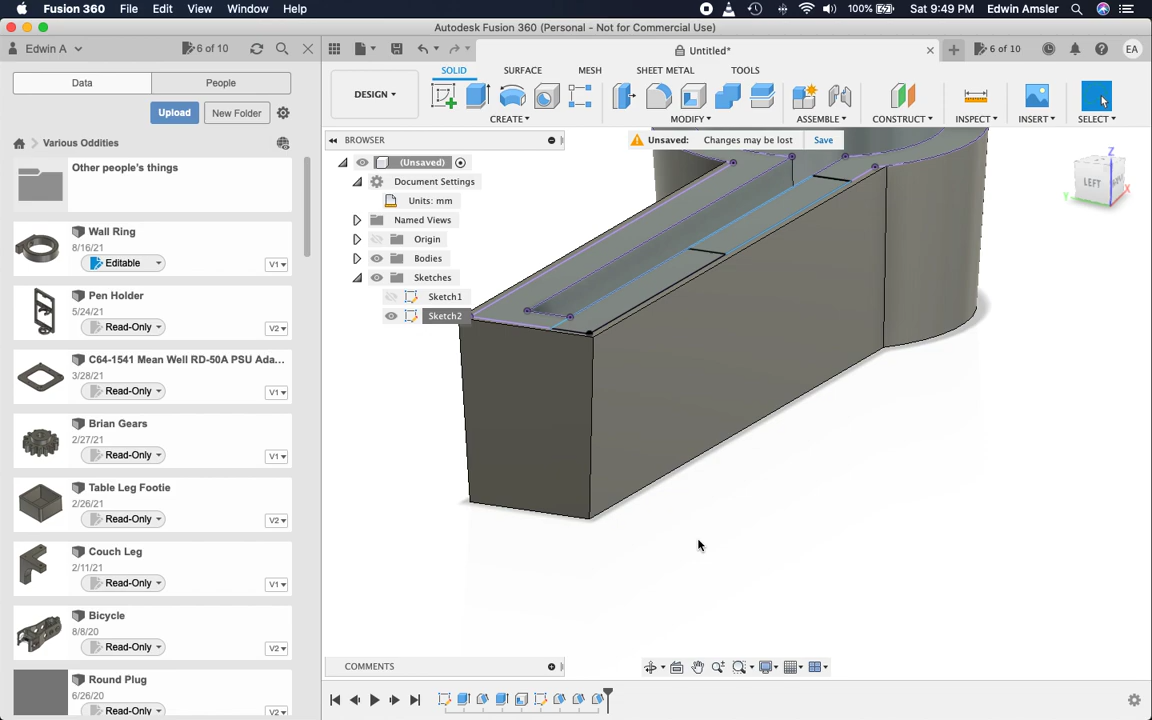 Fusion 360 File Edit View Window Help 100% Sat 9:49 PM Edwin Amsler
Autodesk Fusion 360 (Personal - Not for Commercial Use)
Edwin A 6 of 10 Untitled* 6 of 10 EA
Data People
SOLID SURFACE MESH SHEET METAL TOOLS
Upload New Folder
DESIGN
CREATE MODIFY ASSEMBLE CONSTRUCT INSPECT INSERT SELECT
Various Oddities
BROWSER
Unsaved: Changes may be lost Save
(Unsaved)
Document Settings
Units: mm
Named Views
Origin
Bodies
Sketches
Sketch1
Sketch2
LEFT
Z
Y
X
Other people's things
Wall Ring
8/16/21
Editable V1
Pen Holder
5/24/21
Read-Only V2
C64-1541 Mean Well RD-50A PSU Ada...
3/28/21
Read-Only V1
Brian Gears
2/27/21
Read-Only V1
Table Leg Footie
2/26/21
Read-Only V2
Couch Leg
2/11/21
Read-Only V1
Bicycle
8/8/20
Read-Only V2
Round Plug
6/26/20
Read-Only V2
COMMENTS